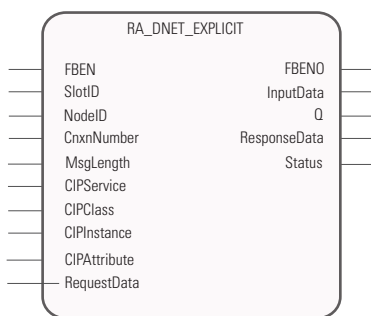 RA_DNET_EXPLICIT
FBEN FBENO
SlotID InputData
NodeID Q
CnxnNumber ResponseData
MsgLength Status
CIPService
CIPClass
CIPInstance
CIPAttribute
RequestData